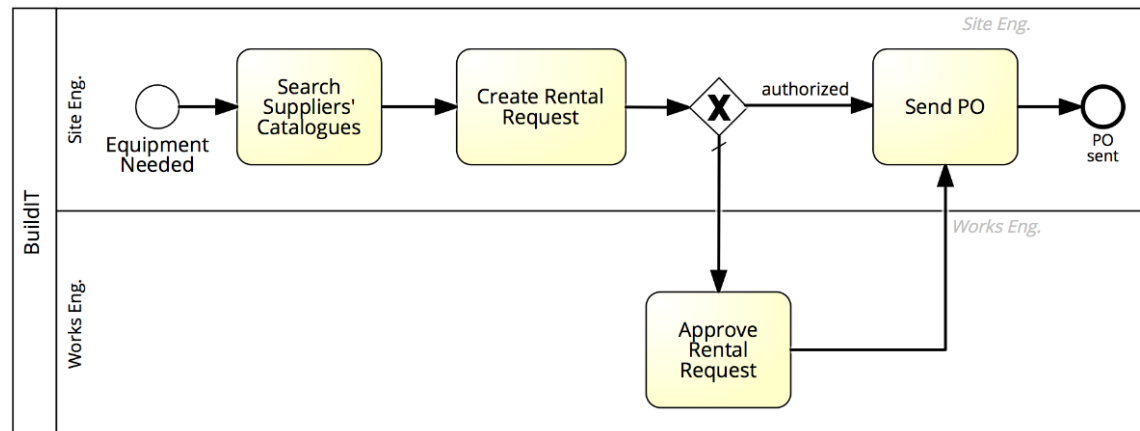 BuildIT
Site Eng.
Site Eng.
Equipment
Needed
Search
Suppliers'
Catalogues
Create Rental
Request
X
authorized
Send PO
PO
sent
Works Eng.
Works Eng.
Approve
Rental
Request